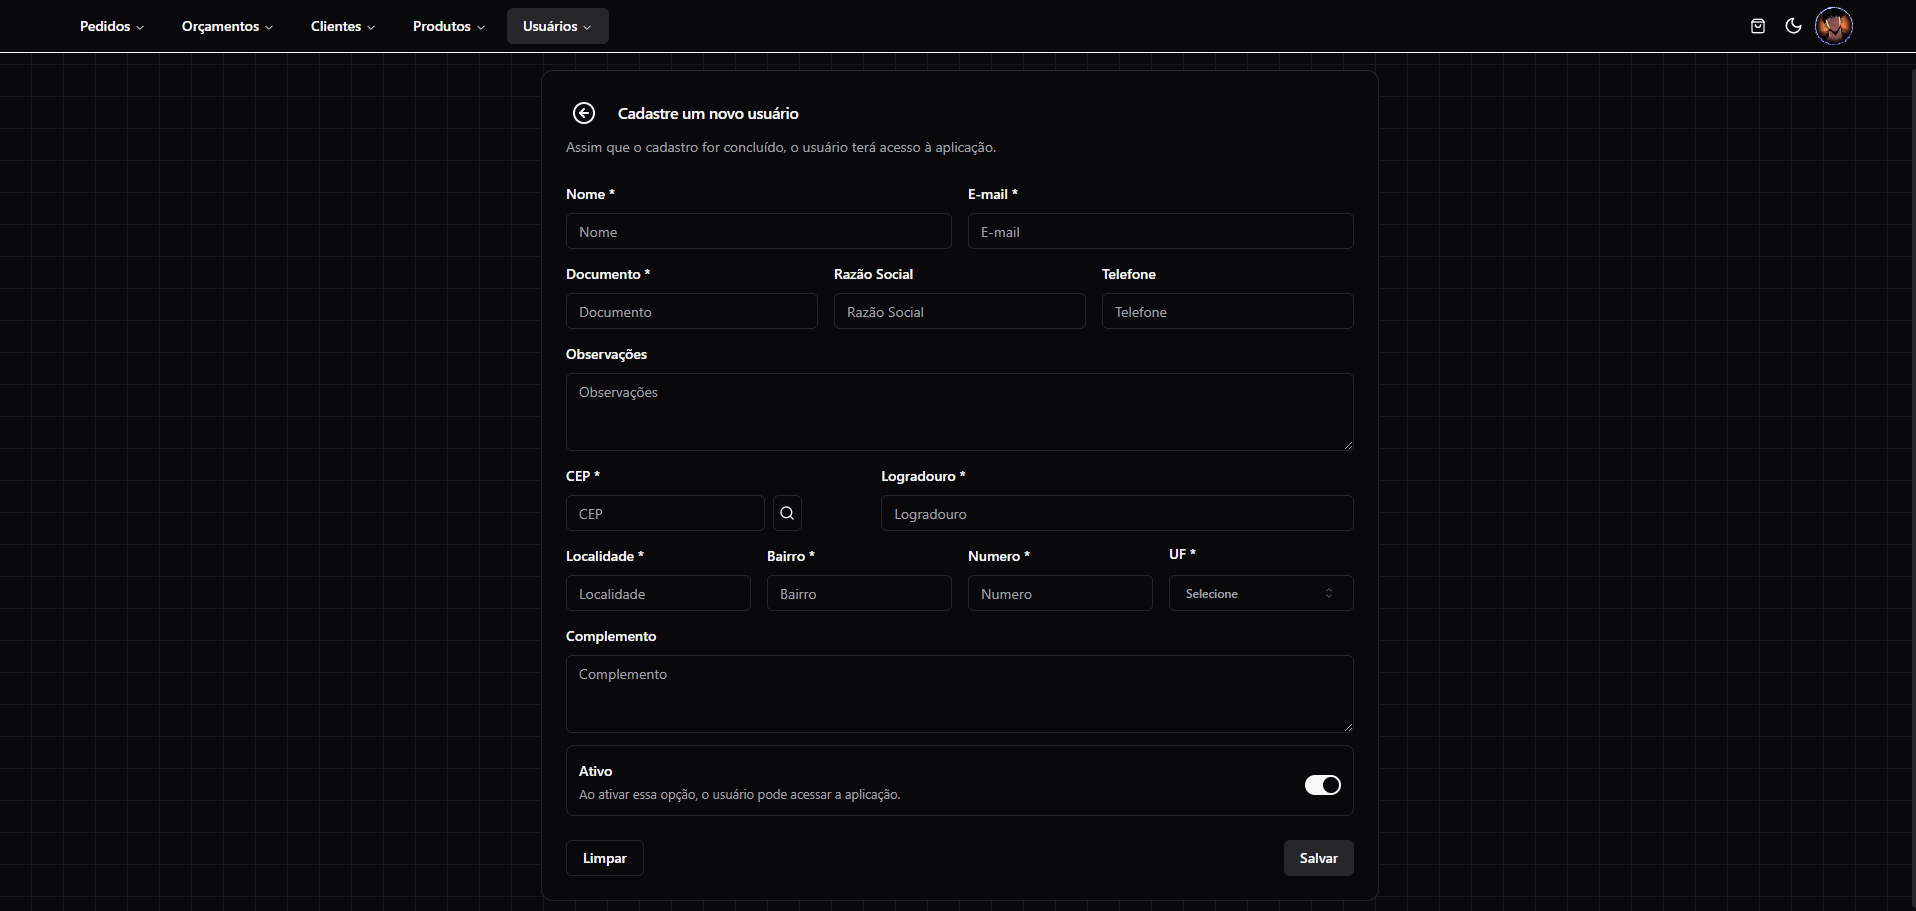 Pedidos Orçamentos Clientes Produtos Usuários
Cadastre um novo usuário
Assim que o cadastro for concluído, o usuário terá acesso à aplicação.
Nome * E-mail *
Nome E-mail
Documento * Razão Social Telefone
Documento Razão Social Telefone
Observações
Observações
CEP * Logradouro *
CEP Logradouro
Localidade * Bairro * Numero * UF *
Localidade Bairro Numero Selecione
Complemento
Complemento
Ativo
Ao ativar essa opção, o usuário pode acessar a aplicação.
Limpar Salvar